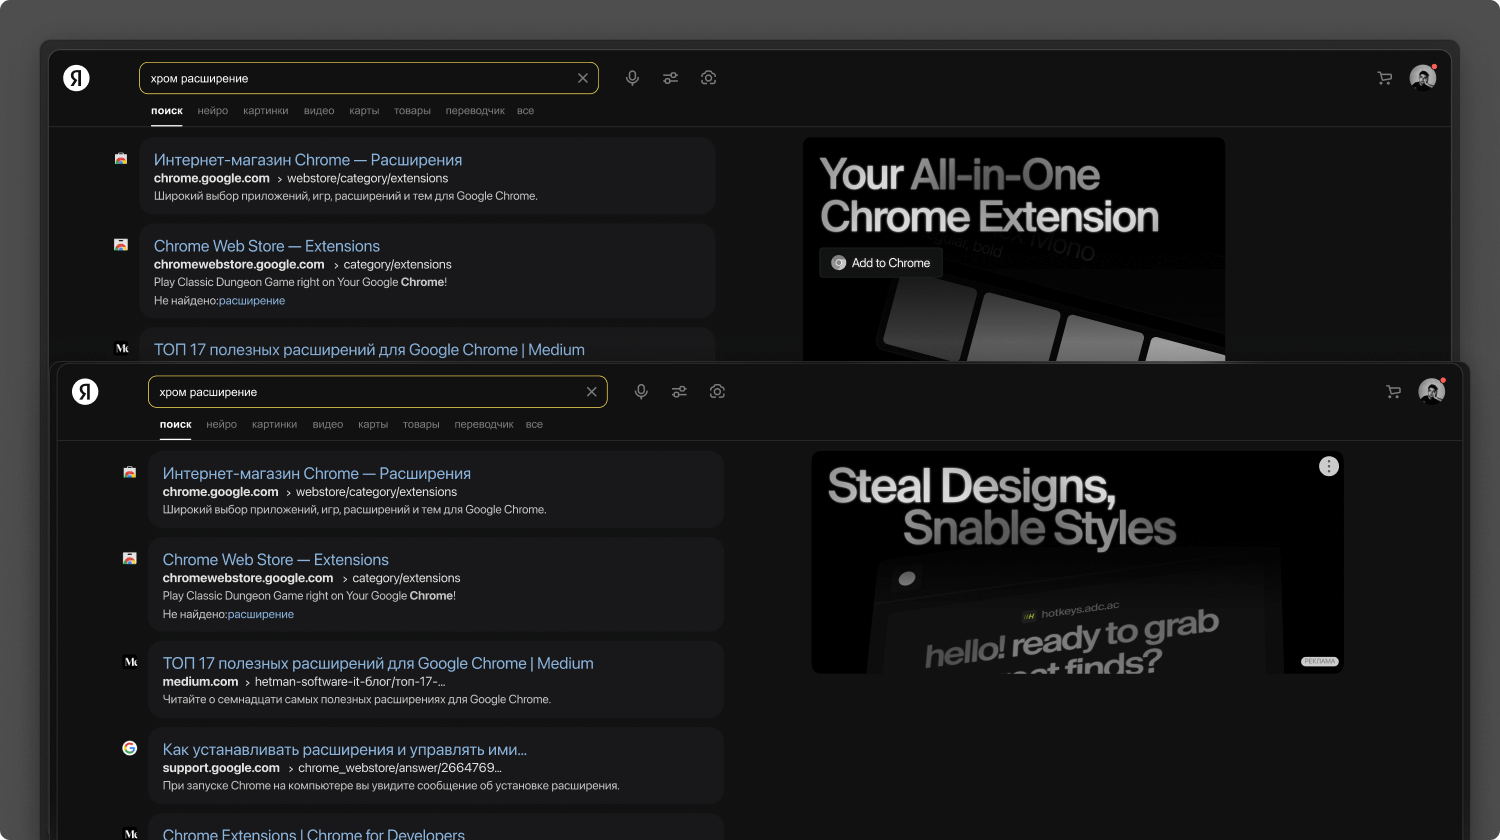 Я
хром расширение
поиск нейро картинки видео карты товары переводчик все
Интернет-магазин Chrome — Расширения
chrome.google.com › webstore/category/extensions
Широкий выбор приложений, игр, расширений и тем для Google Chrome.
Chrome Web Store — Extensions
chromewebstore.google.com › category/extensions
Play Classic Dungeon Game right on Your Google Chrome!
Не найдено:расширение
M
ТОП 17 полезных расширений для Google Chrome | Medium
Your All-in-One
Chrome Extension
Mono
bold
Add to Chrome
Я
хром расширение
поиск нейро картинки видео карты товары переводчик все
Интернет-магазин Chrome — Расширения
chrome.google.com › webstore/category/extensions
Широкий выбор приложений, игр, расширений и тем для Google Chrome.
Chrome Web Store — Extensions
chromewebstore.google.com › category/extensions
Play Classic Dungeon Game right on Your Google Chrome!
Не найдено:расширение
M
ТОП 17 полезных расширений для Google Chrome | Medium
medium.com › hetman-software-it-блог/топ-17-...
Читайте о семнадцати самых полезных расширениях для Google Chrome.
G
Как устанавливать расширения и управлять ими...
support.google.com › chrome_webstore/answer/2664769...
При запуске Chrome на компьютере вы увидите сообщение об установке расширения.
M
Chrome Extensions | Chrome for Developers
Steal Designs,
Snable Styles
hotkeys.adc.ac
hello! ready to grab
finds?
РЕКЛАМА